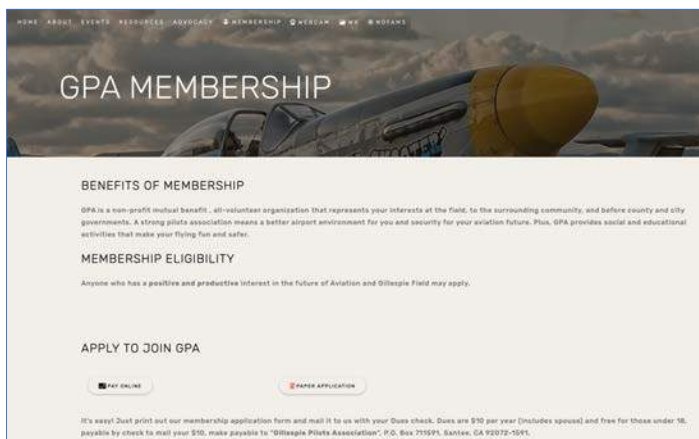 HOME ABOUT EVENTS RESOURCES ADVOCACY MEMBERSHIP WEBCAM WX NOTAMS
GPA MEMBERSHIP
BENEFITS OF MEMBERSHIP
GPA is a non-profit mutual benefit , all-volunteer organization that represents your interests at the field, to the surrounding community, and before county and city
governments. A strong pilots association means a better airport environment for you and security for your aviation future. Plus, GPA provides social and educational
activities that make your flying fun and safer.
MEMBERSHIP ELIGIBILITY
Anyone who has a positive and productive interest in the future of Aviation and Gillespie Field may apply.
APPLY TO JOIN GPA
PAY ONLINE PAPER APPLICATION
It's easy! Just print out our membership application form and mail it to us with your Dues check. Dues are $10 per year (includes spouse) and free for those under 18,
payable by check to mail your $10, make payable to "Gillespie Pilots Association", P.O. Box 711591, Santee, CA 92072-1591.